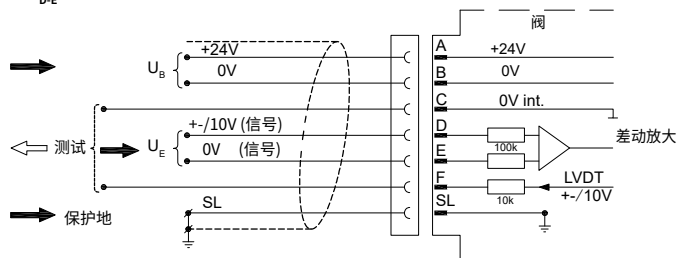 D-E
阀
A
+24V
+24V
U_B
B
0V
0V
C
0V int.
+-/10V (信号)
D
100k
差动放大
测试
U_E
0V (信号)
E
F
LVDT
10k
+-/10V
SL
SL
保护地